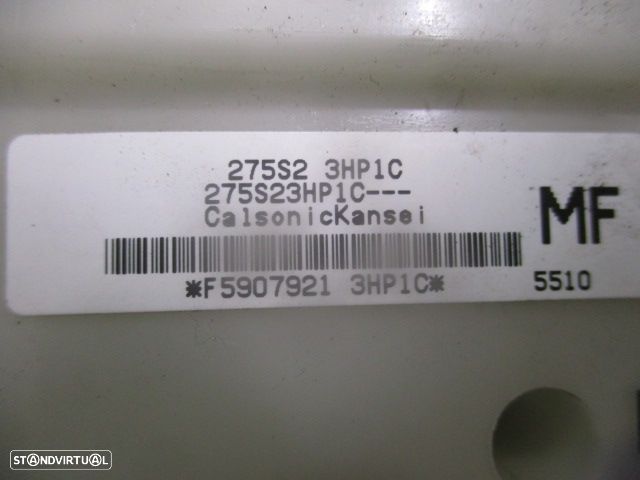 275S2 3HP1C
275S23HP1C---
CalsonicKansei
MF
*F5907921 3HP1C*
5510
STANDVIRTUAL